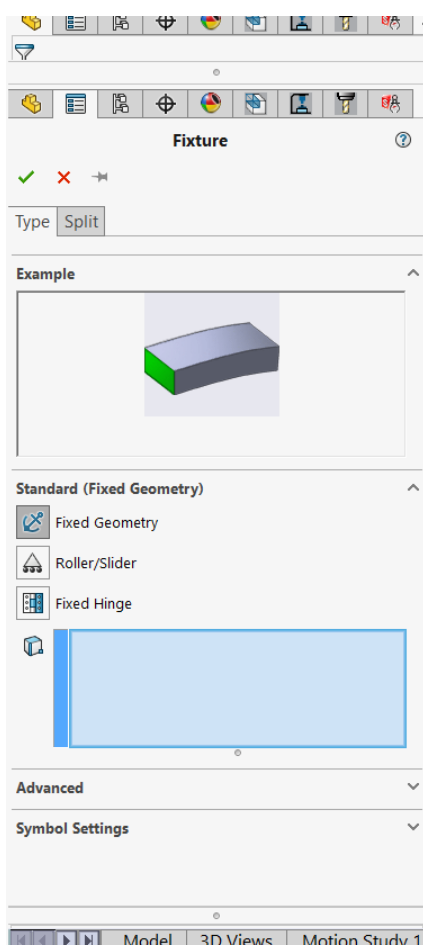 Fixture
Type Split
Example
Standard (Fixed Geometry)
Fixed Geometry
Roller/Slider
Fixed Hinge
Advanced
Symbol Settings
Model 3D Views Motion Study 1